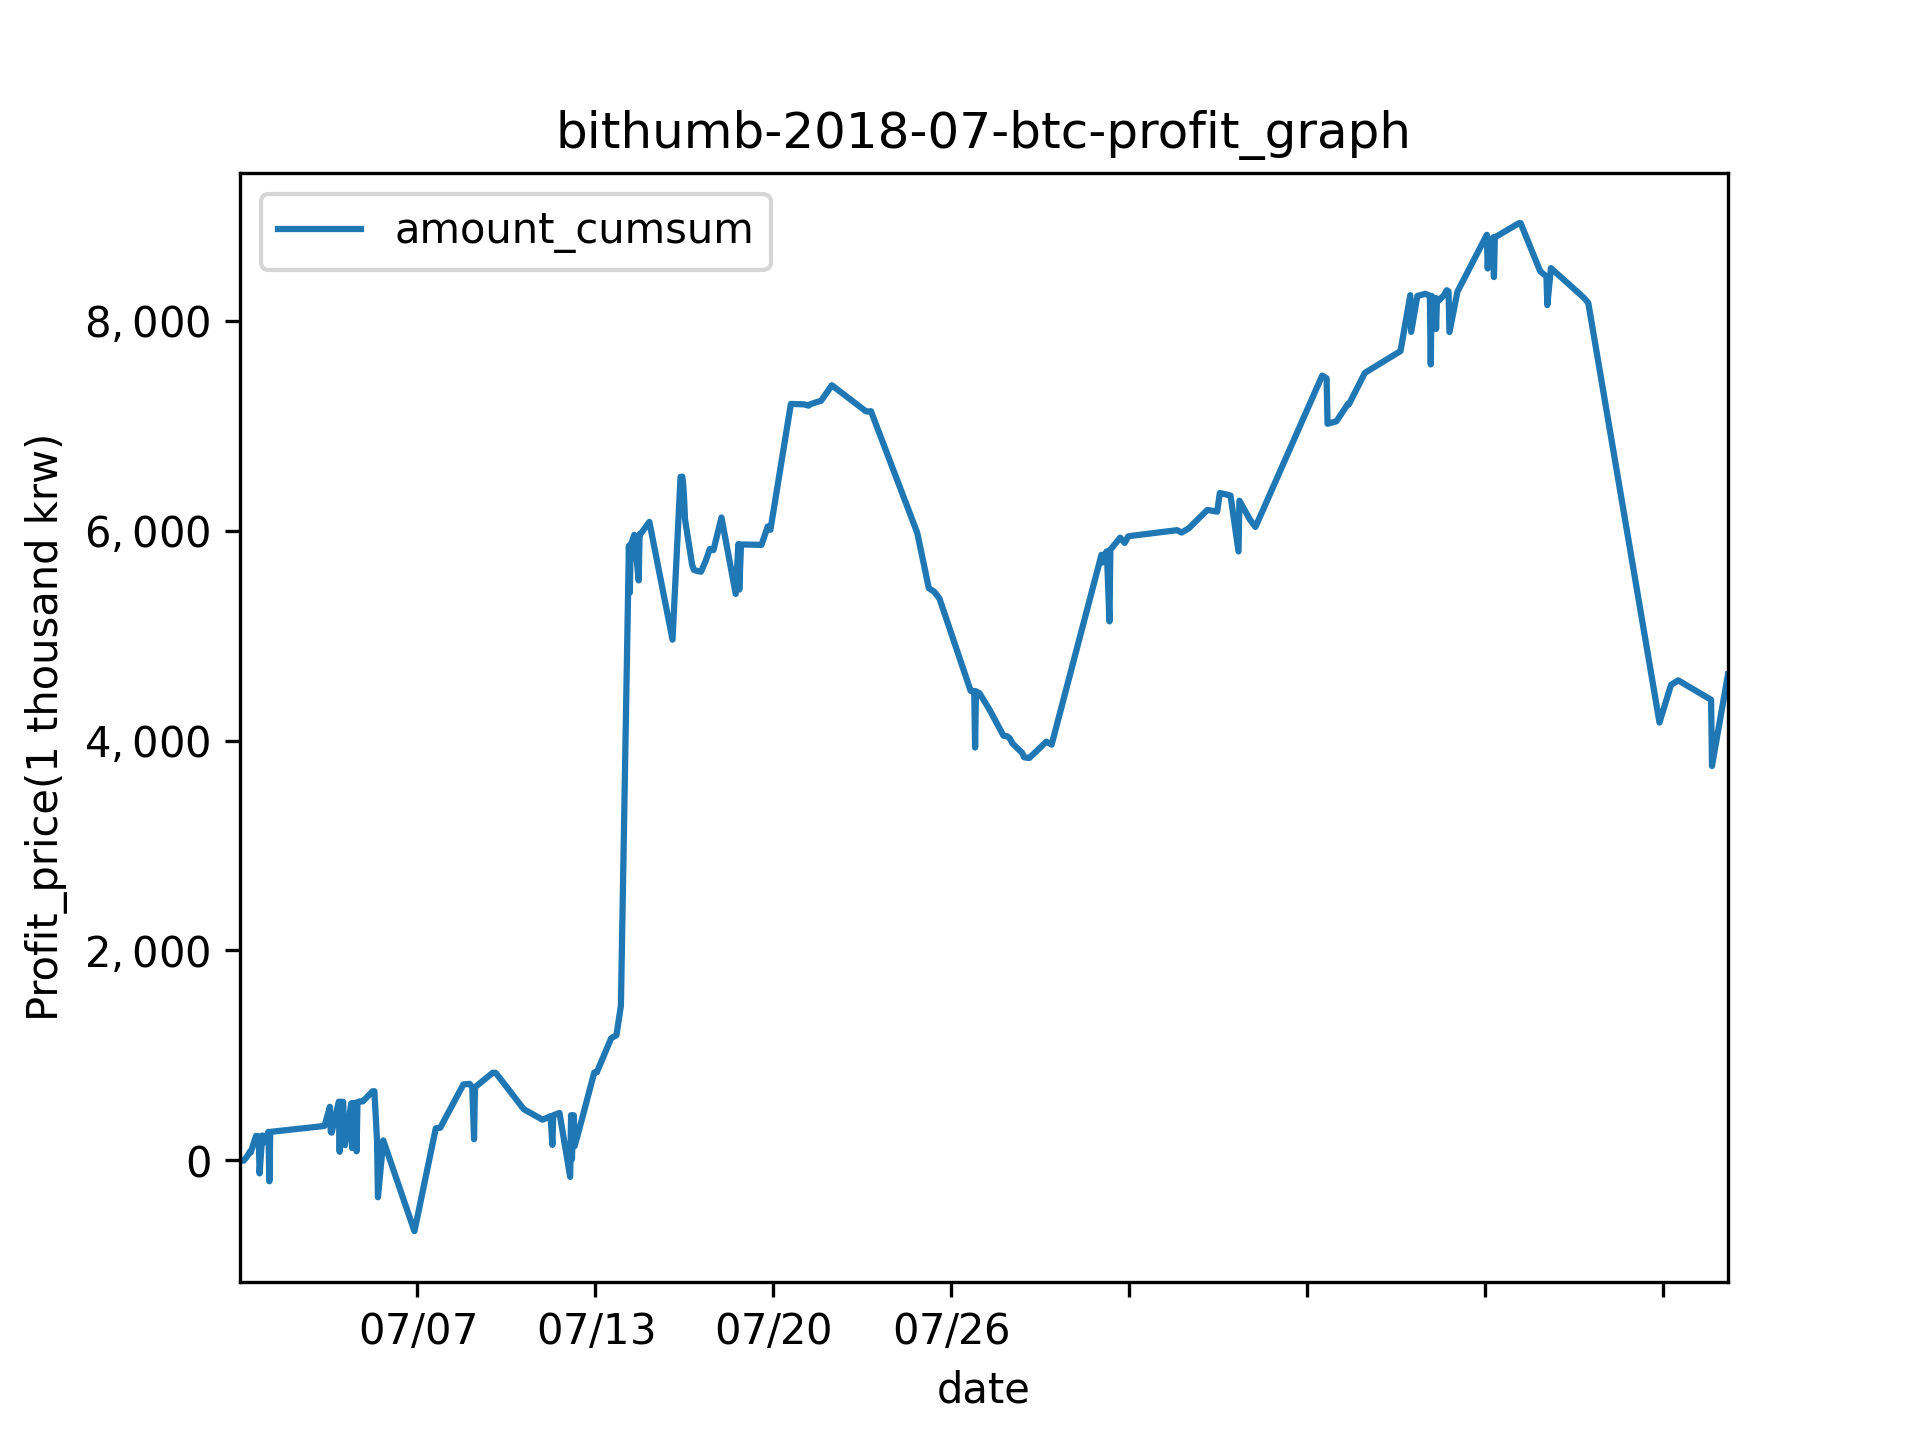 bithumb-2018-07-btc-profit_graph
amount_cumsum
Profit_price(1 thousand krw)
8,000
6,000
4,000
2,000
0
07/07 07/13 07/20 07/26
date